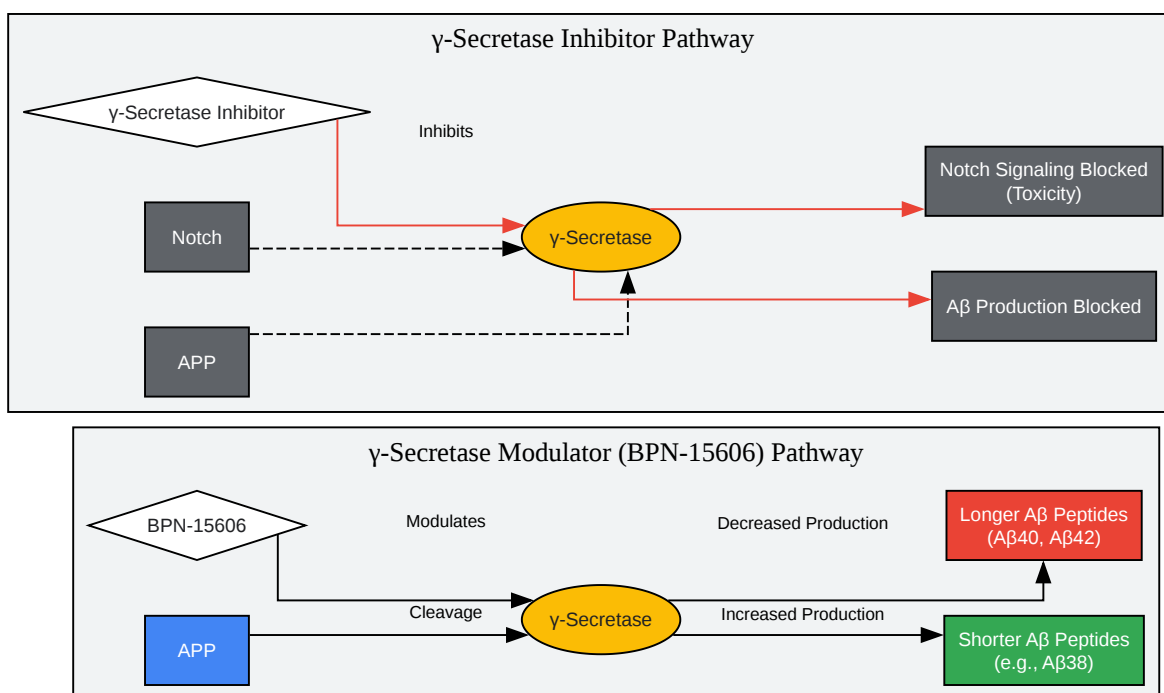 γ-Secretase Inhibitor Pathway
γ-Secretase Inhibitor
Inhibits
Notch Signaling Blocked
(Toxicity)
Notch
γ-Secretase
Aβ Production Blocked
APP
γ-Secretase Modulator (BPN-15606) Pathway
BPN-15606
Modulates
Decreased Production
Longer Aβ Peptides
(Aβ40, Aβ42)
Cleavage
γ-Secretase
Increased Production
APP
Shorter Aβ Peptides
(e.g., Aβ38)